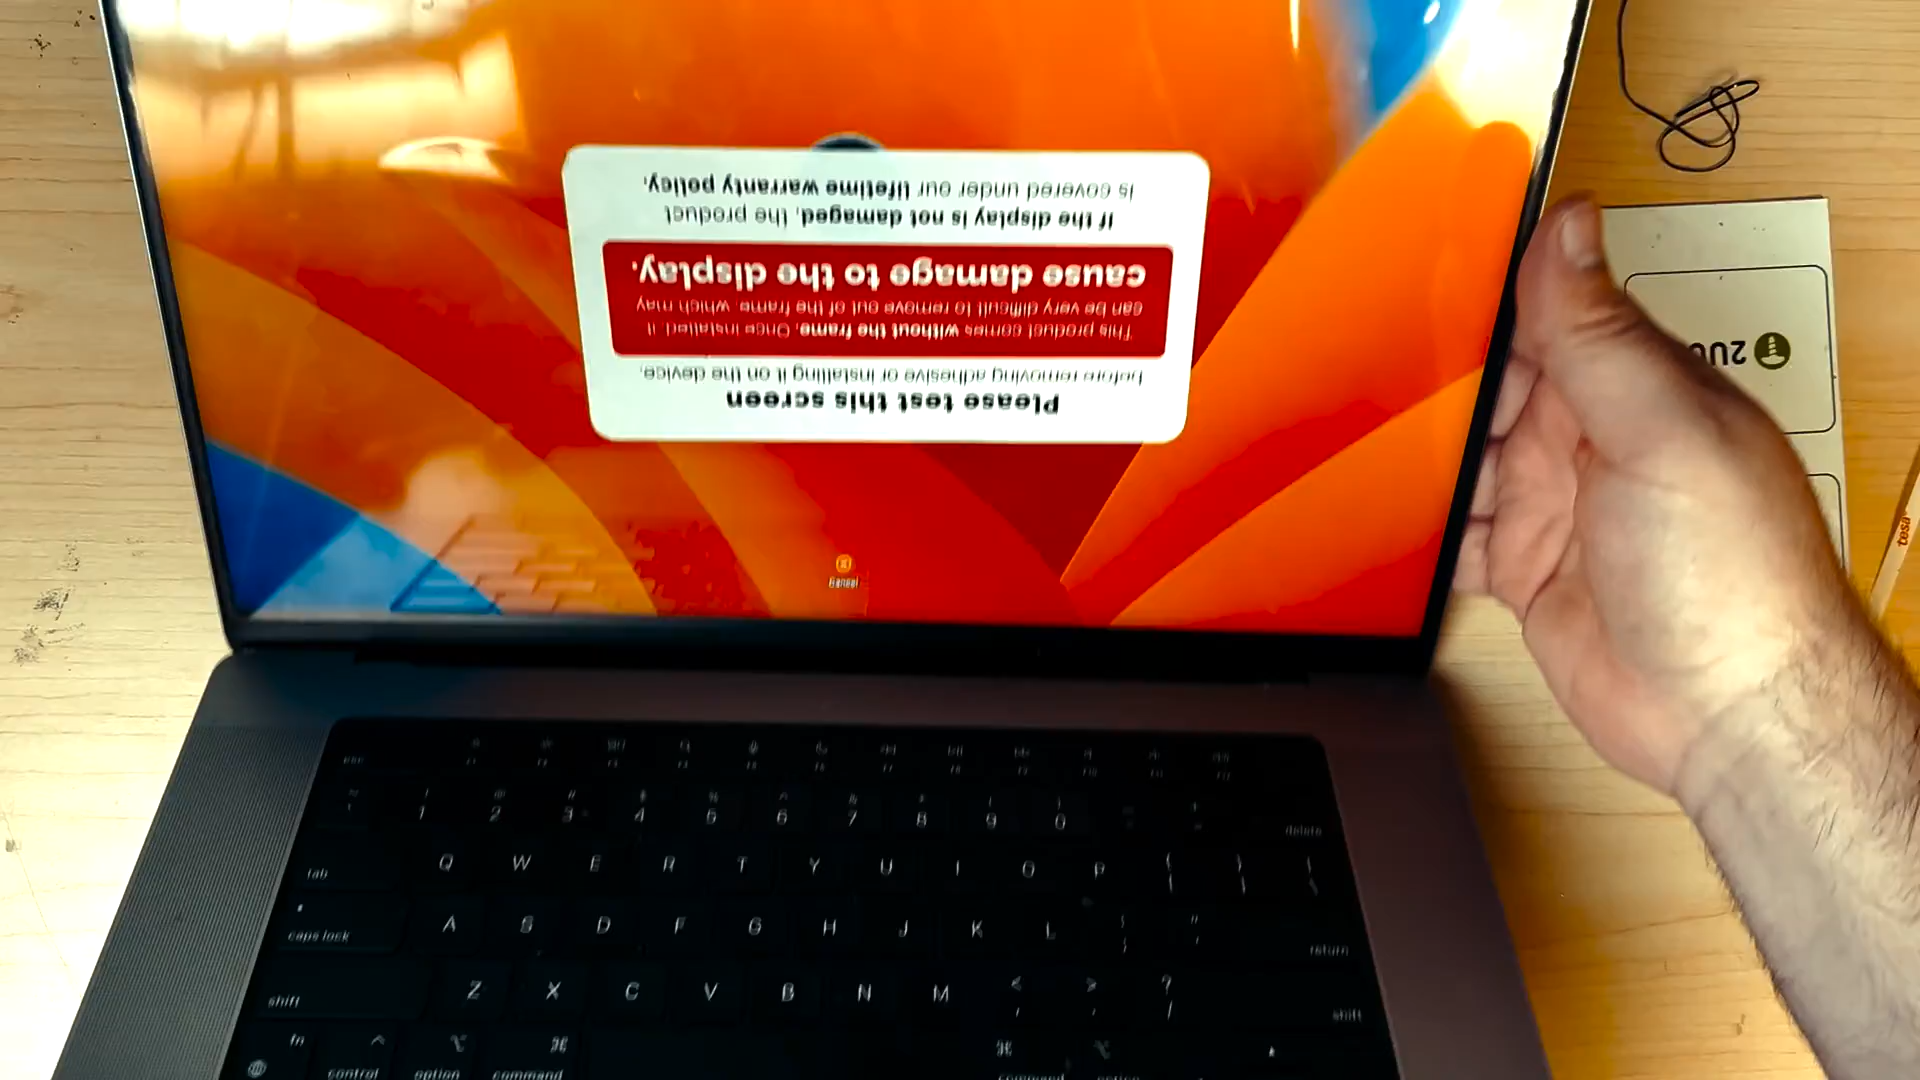 Please test this screen
before removing adhesive or installing it on the device.
This product comes without the frame. Once installed, it
can be very difficult to remove out of the frame, which may
cause damage to the display.
If the display is not damaged, the product
is covered under our lifetime warranty policy.
Cancel
tesa
esc
1 2 3 4 5 6 7 8 9 0
delete
tab Q W E R T Y U I O P
caps lock A S D F G H J K L
return
shift Z X C V B N M < > ? /
shift
fn
control option command
command option